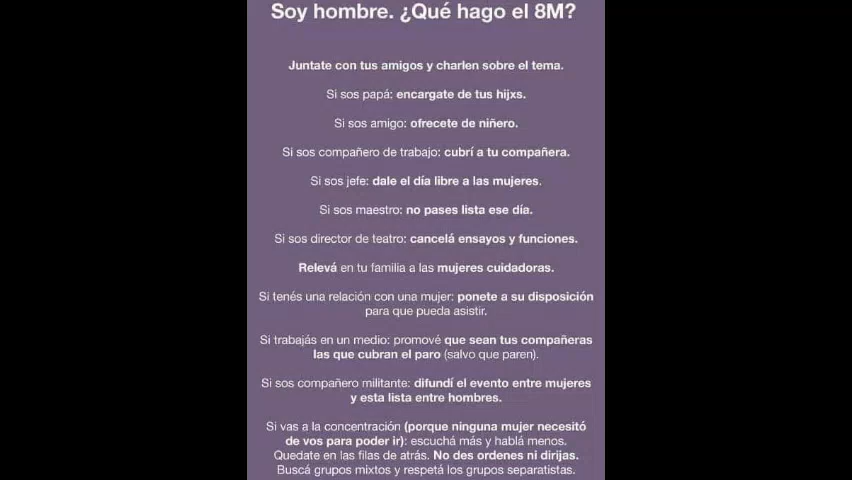 Soy hombre. ¿Qué hago el 8M?
Juntate con tus amigos y charlen sobre el tema.
Si sos papá: encargate de tus hijxs.
Si sos amigo: ofrecete de niñero.
Si sos compañero de trabajo: cubrí a tu compañera.
Si sos jefe: dale el día libre a las mujeres.
Si sos maestro: no pases lista ese día.
Si sos director de teatro: cancelá ensayos y funciones.
Relevá en tu familia a las mujeres cuidadoras.
Si tenés una relación con una mujer: ponete a su disposición
para que pueda asistir.
Si trabajás en un medio: promové que sean tus compañeras
las que cubran el paro (salvo que paren).
Si sos compañero militante: difundí el evento entre mujeres
y esta lista entre hombres.
Si vas a la concentración (porque ninguna mujer necesitó
de vos para poder ir): escuchá más y hablá menos.
Quedate en las filas de atrás. No des ordenes ni dirijas.
Buscá grupos mixtos y respetá los grupos separatistas.